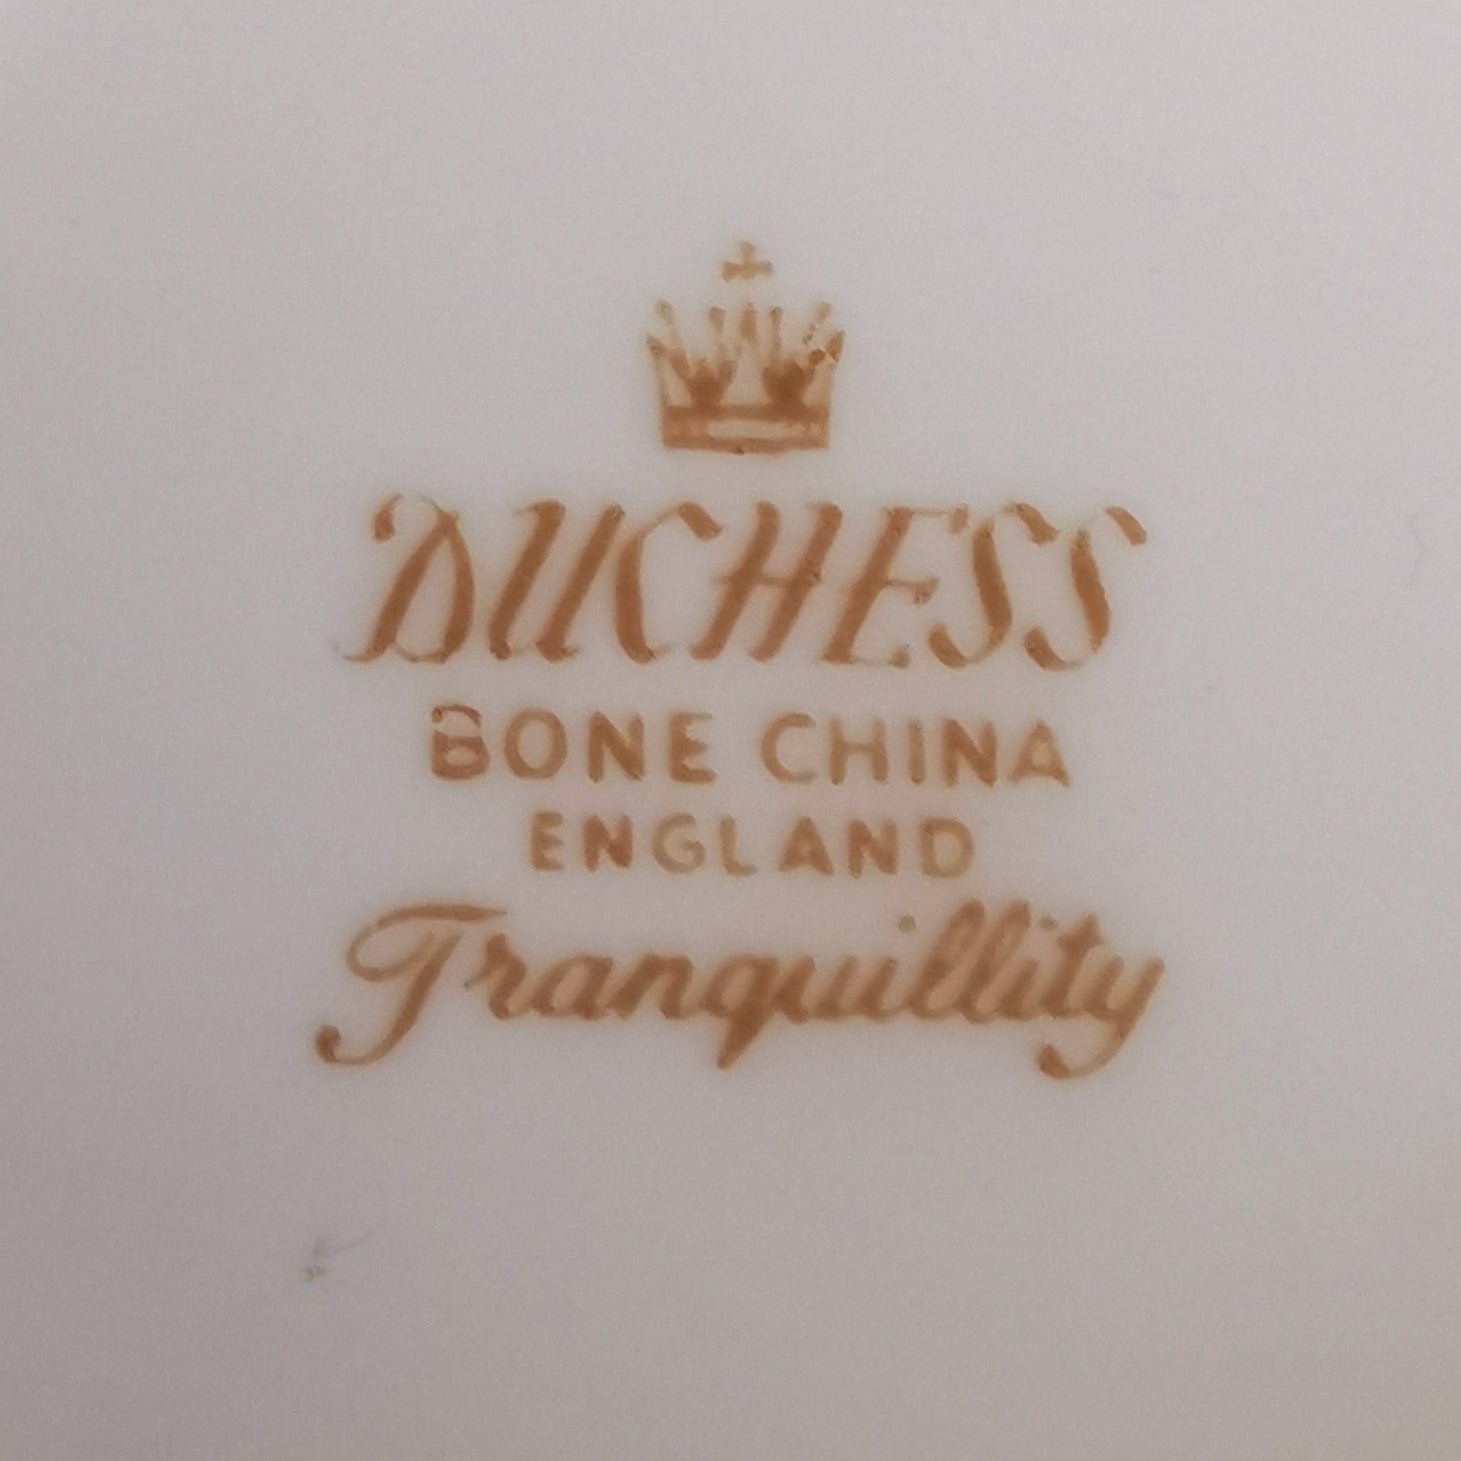 DUCHESS
BONE CHINA
ENGLAND
Tranquillity